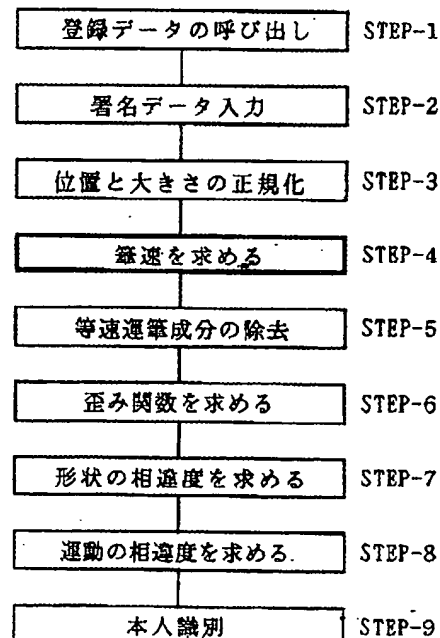 登録データの呼び出し STEP-1
署名データ入力 STEP-2
位置と大きさの正規化 STEP-3
筆速を求める STEP-4
等速運筆成分の除去 STEP-5
歪み関数を求める STEP-6
形状の相違度を求める STEP-7
運動の相違度を求める STEP-8
本人識別 STEP-9